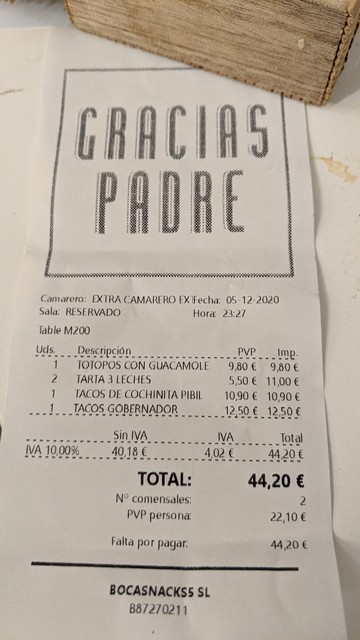 GRACIAS
PADRE
Camarero: EXTRA CAMARERO EX Fecha: 05-12-2020
Sala: RESERVADO Hora: 23:27
Table M200
Uds. Descripción PVP Imp.
1 TOTOPOS CON GUACAMOLE 9,80 € 9,80 €
2 TARTA 3 LECHES 5,50 € 11,00 €
1 TACOS DE COCHINITA PIBIL 10,90 € 10,90 €
1 TACOS GOBERNADOR 12,50 € 12,50 €
Sin IVA IVA Total
IVA 10,00% 40,18 € 4,02 € 44,20 €
TOTAL: 44,20 €
Nº comensales: 2
PVP persona: 22,10 €
Falta por pagar: 44,20 €
BOCASNACKS5 SL
B87270211